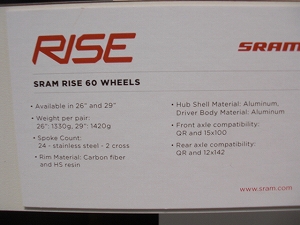 RISE
SRAM
SRAM RISE 60 WHEELS
• Available in 26" and 29"
• Weight per pair:
26": 1330g, 29": 1420g
• Spoke Count:
24 - stainless steel - 2 cross
• Rim Material: Carbon fiber
and HS resin
• Hub Shell Material: Aluminum,
Driver Body Material: Aluminum
• Front axle compatibility:
QR and 15x100
• Rear axle compatibility:
QR and 12x142
www.sram.com